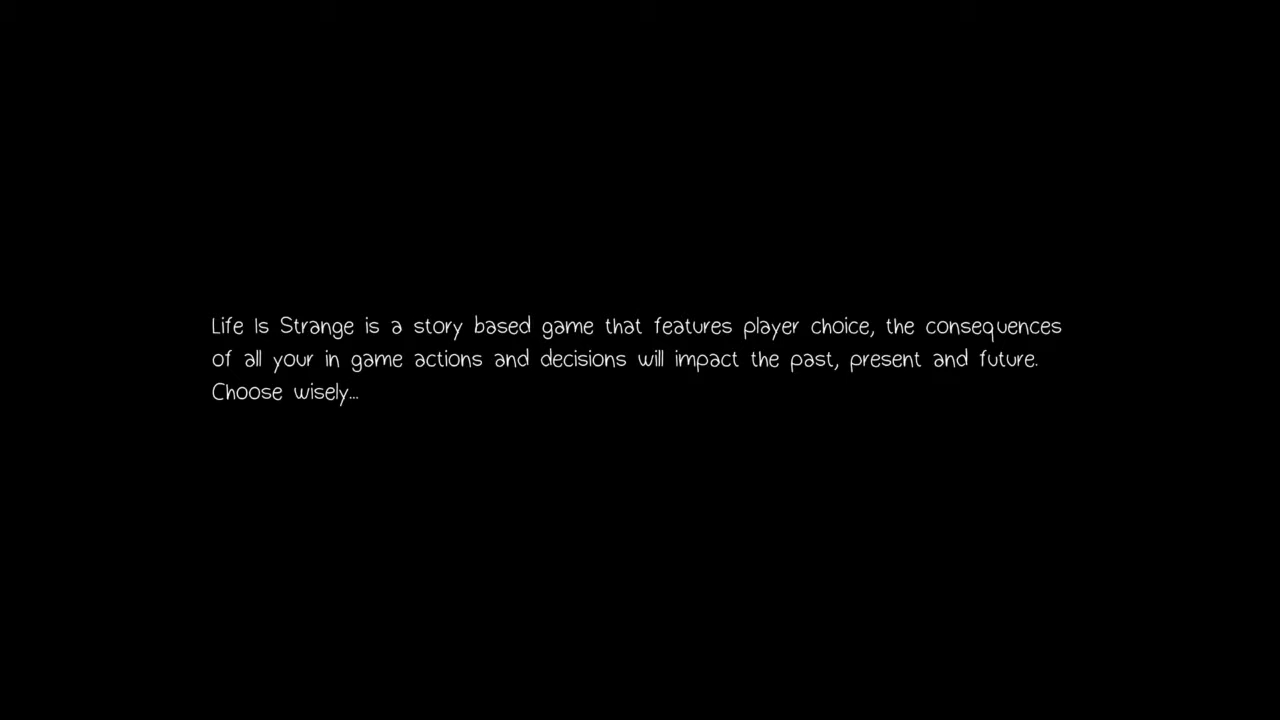 Life Is Strange is a story based game that features player choice, the consequences
of all your in game actions and decisions will impact the past, present and future.
Choose wisely...